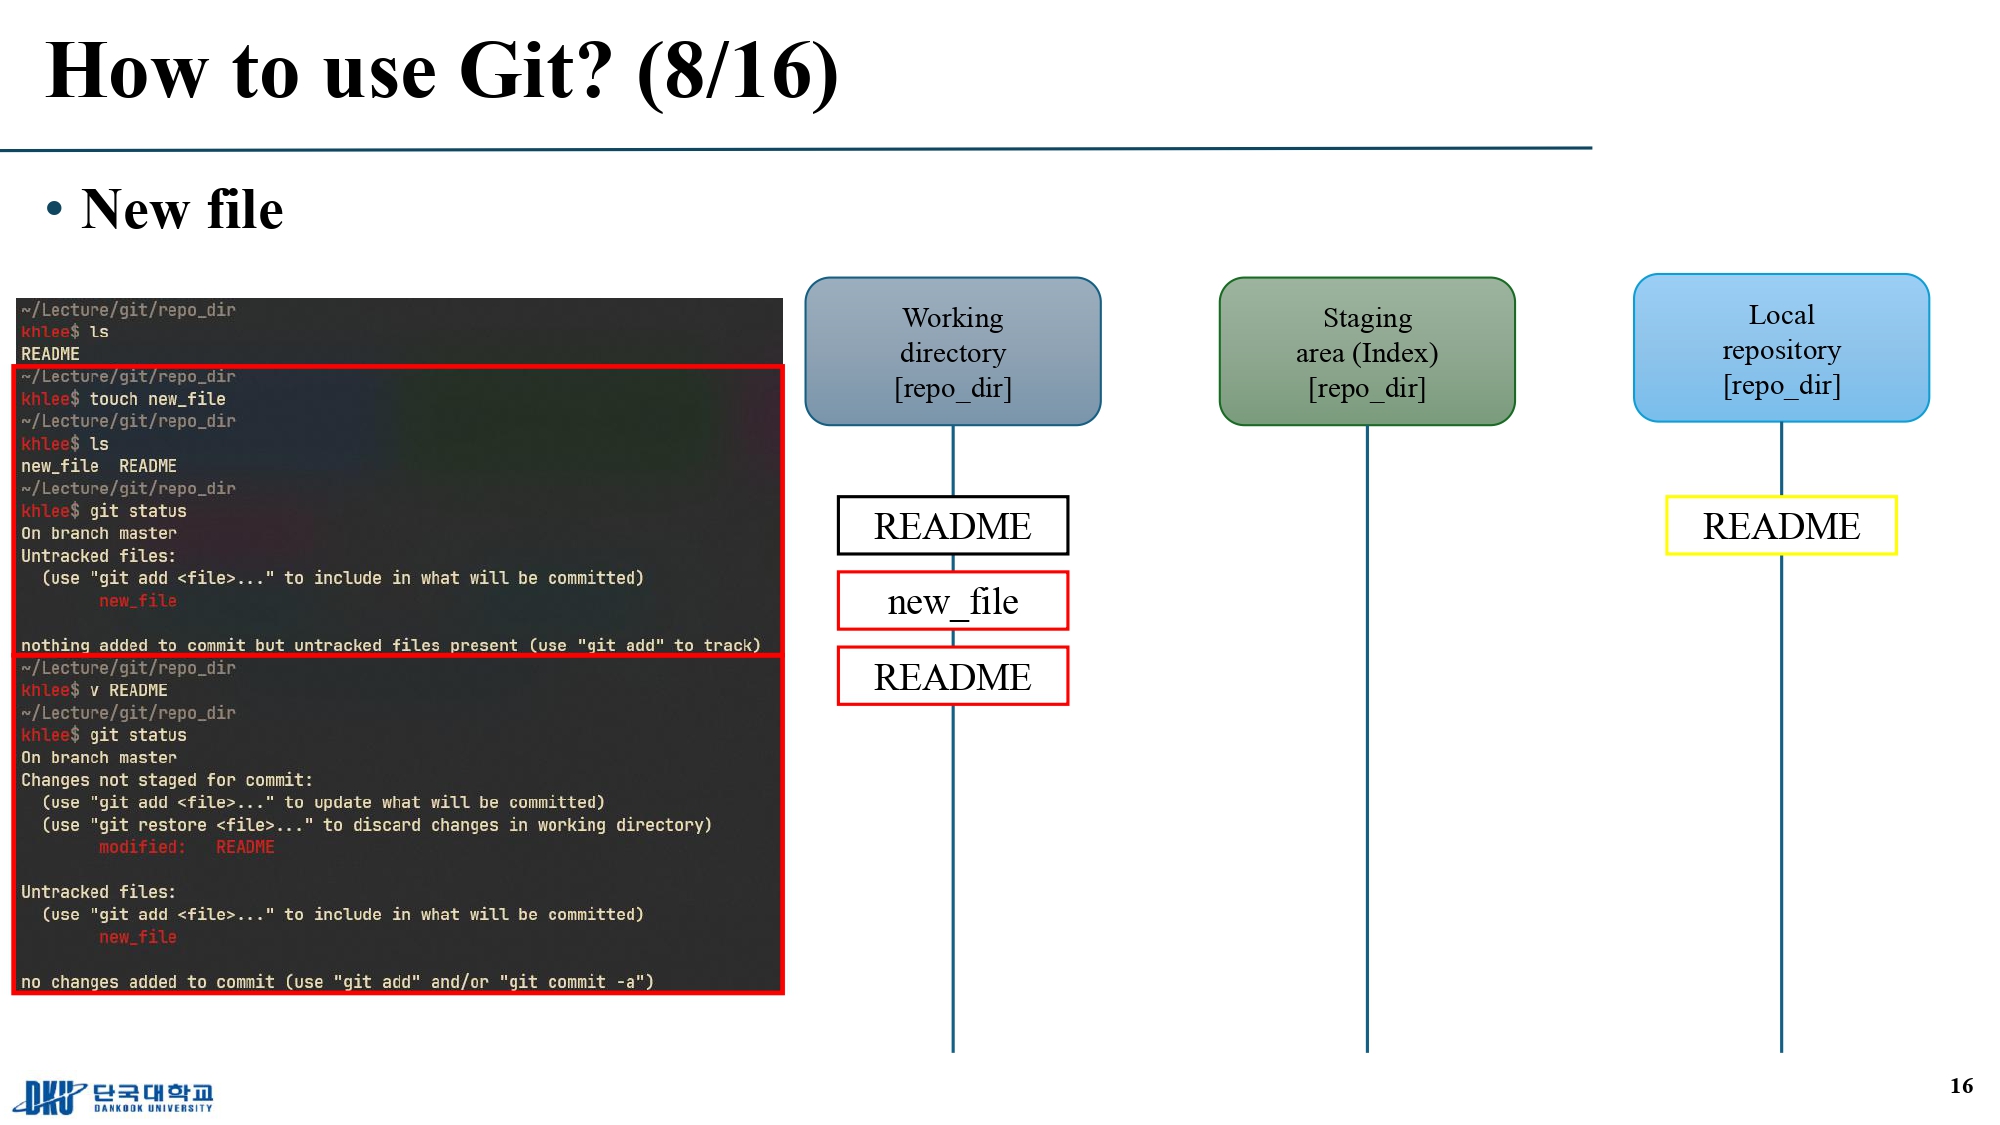 How to use Git? (8/16)
• New file
~/Lecture/git/repo_dir
khlee$ ls
README
~/Lecture/git/repo_dir
khlee$ touch new_file
~/Lecture/git/repo_dir
khlee$ ls
new_file  README
~/Lecture/git/repo_dir
khlee$ git status
On branch master
Untracked files:
  (use "git add <file>..." to include in what will be committed)
        new_file
nothing added to commit but untracked files present (use "git add" to track)
~/Lecture/git/repo_dir
khlee$ v README
~/Lecture/git/repo_dir
khlee$ git status
On branch master
Changes not staged for commit:
  (use "git add <file>..." to update what will be committed)
  (use "git restore <file>..." to discard changes in working directory)
        modified:   README
Untracked files:
  (use "git add <file>..." to include in what will be committed)
        new_file
no changes added to commit (use "git add" and/or "git commit -a")
Working
directory
[repo_dir]
README
new_file
README
Staging
area (Index)
[repo_dir]
Local
repository
[repo_dir]
README
DKU 단국대학교
DANKOOK UNIVERSITY
16